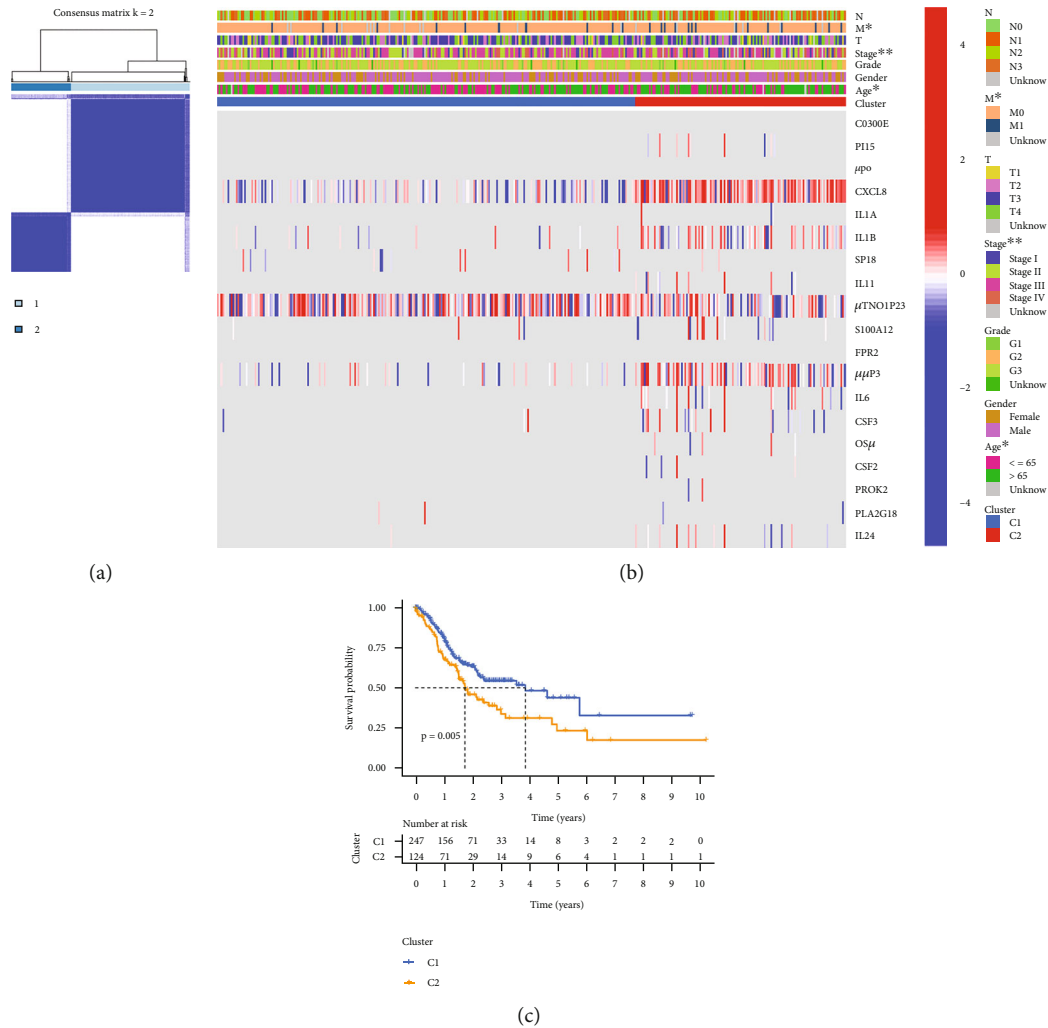 Consensus matrix k = 2
1
2
(a)
N
M*
T
Stage**
Grade
Gender
Age*
Cluster
C0300E
PI15
μpo
CXCL8
IL1A
IL1B
SP18
IL11
μTNO1P23
S100A12
FPR2
μμP3
IL6
CSF3
OSμ
CSF2
PROK2
PLA2G18
IL24
4
2
0
−2
−4
N
N0
N1
N2
N3
Unknow
M*
M0
M1
Unknow
T
T1
T2
T3
T4
Unknow
Stage**
Stage I
Stage II
Stage III
Stage IV
Unknow
Grade
G1
G2
G3
Unknow
Gender
Female
Male
Age*
< = 65
> 65
Unknow
Cluster
C1
C2
(b)
Survival probability
1.00
0.75
0.50
0.25
0.00
p = 0.005
0 1 2 3 4 5 6 7 8 9 10
Time (years)
Number at risk
Cluster
C1 247 156 71 33 14 8 3 2 2 2 0
C2 124 71 29 14 9 6 4 1 1 1 1
0 1 2 3 4 5 6 7 8 9 10
Time (years)
Cluster
C1
C2
(c)